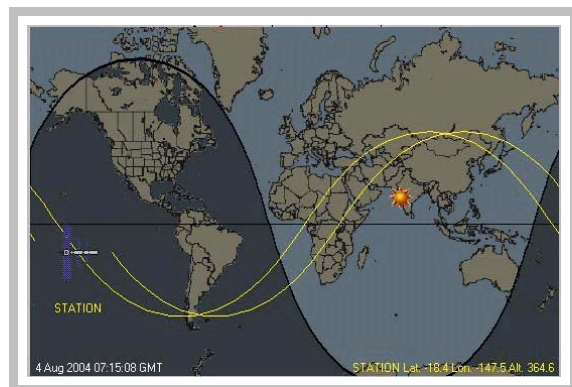 STATION
4 Aug 2004 07:15:08 GMT
STATION Lat. -18.4 Lon. -147.5 Alt. 364.6